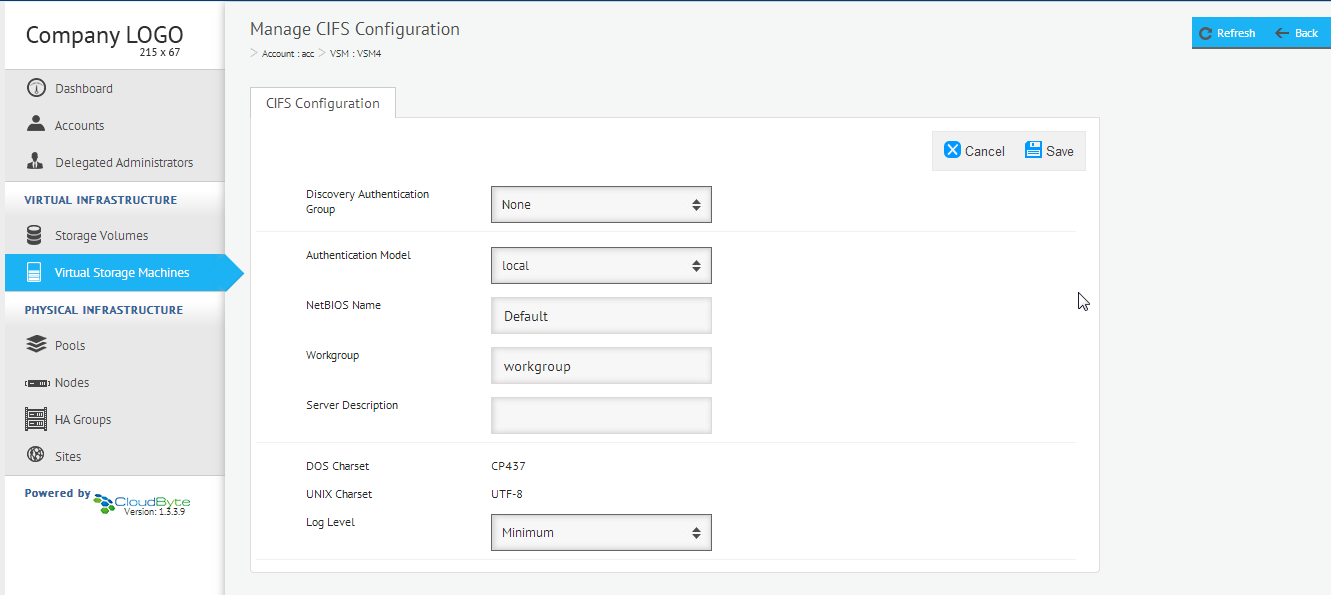 Company LOGO
215 x 67
Dashboard
Accounts
Delegated Administrators
VIRTUAL INFRASTRUCTURE
Storage Volumes
Virtual Storage Machines
PHYSICAL INFRASTRUCTURE
Pools
Nodes
HA Groups
Sites
Powered by CloudByte
Version: 1.3.3.9
Manage CIFS Configuration
> Account : acc > VSM : VSM4
Refresh Back
CIFS Configuration
Cancel Save
Discovery Authentication
Group
None
Authentication Model
local
NetBIOS Name
Default
Workgroup
workgroup
Server Description
DOS Charset
CP437
UNIX Charset
UTF-8
Log Level
Minimum